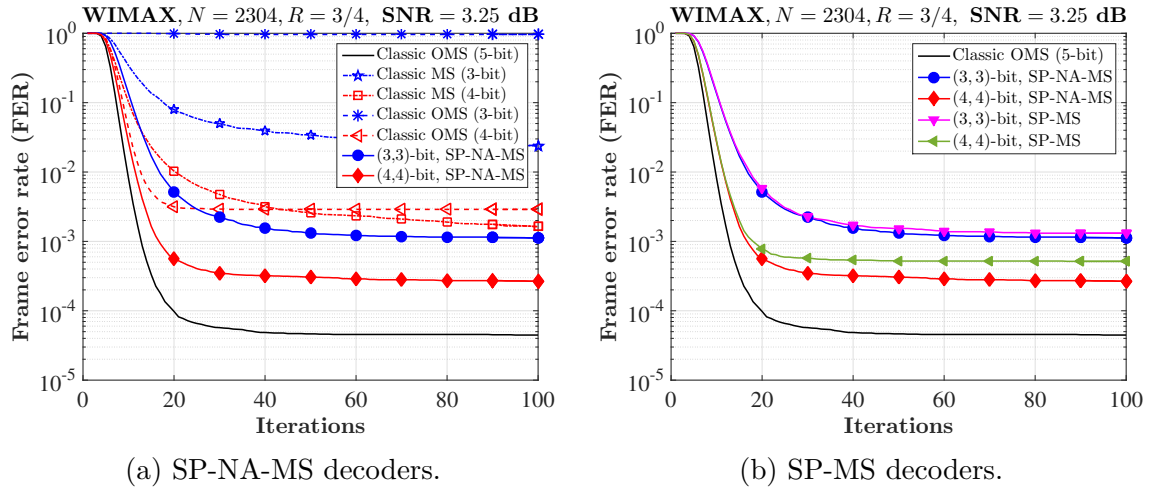 WIMAX, N = 2304, R = 3/4, SNR = 3.25 dB
Frame error rate (FER)
10^0
10^-1
10^-2
10^-3
10^-4
10^-5
Classic OMS (5-bit)
Classic MS (3-bit)
Classic MS (4-bit)
Classic OMS (3-bit)
Classic OMS (4-bit)
(3,3)-bit, SP-NA-MS
(4,4)-bit, SP-NA-MS
0 20 40 60 80 100
Iterations
(a) SP-NA-MS decoders.
WIMAX, N = 2304, R = 3/4, SNR = 3.25 dB
Frame error rate (FER)
10^0
10^-1
10^-2
10^-3
10^-4
10^-5
Classic OMS (5-bit)
(3, 3)-bit, SP-NA-MS
(4, 4)-bit, SP-NA-MS
(3, 3)-bit, SP-MS
(4, 4)-bit, SP-MS
0 20 40 60 80 100
Iterations
(b) SP-MS decoders.